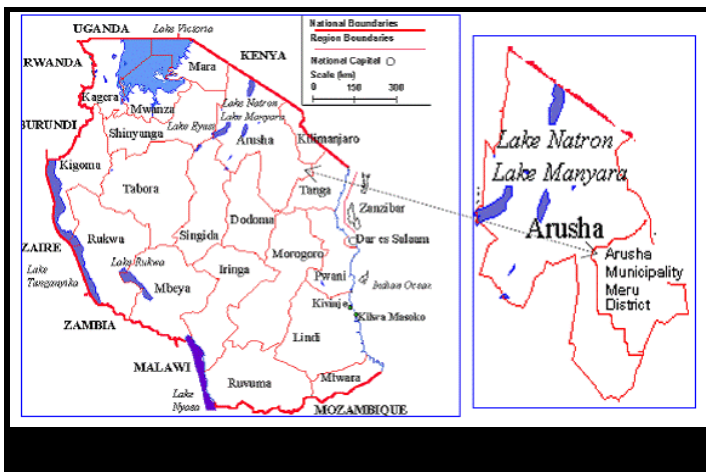 UGANDA
Lake Victoria
National Boundaries
Region Boundaries
National Capital
Scale (km)
0 150 300
KENYA
RWANDA
Mara
Kagera
Mwanza
Lake Natron
Lake Manyara
BURUNDI
Shinyanga
Arusha
Kilimanjaro
Kigoma
Tabora
Tanga
Zanzibar
Dodoma
Dar es Salaam
Rukwa
Singida
Morogoro
ZAIRE
Lake
Tanganyika
Lake Rukwa
Iringa
Pwani
Indian Ocean
Mbeya
Kivinje
Kilwa Masoko
ZAMBIA
Lindi
MALAWI
Ruvuma
Mtwara
Lake
Nyasa
MOZAMBIQUE
Lake Natron
Lake Manyara
Arusha
Arusha
Municipality
Meru
District